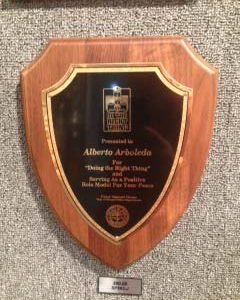 Presented to
Alberto Arboleda
For
"Doing the Right Thing"
and
Serving As a Positive
Role Model For Your Peers